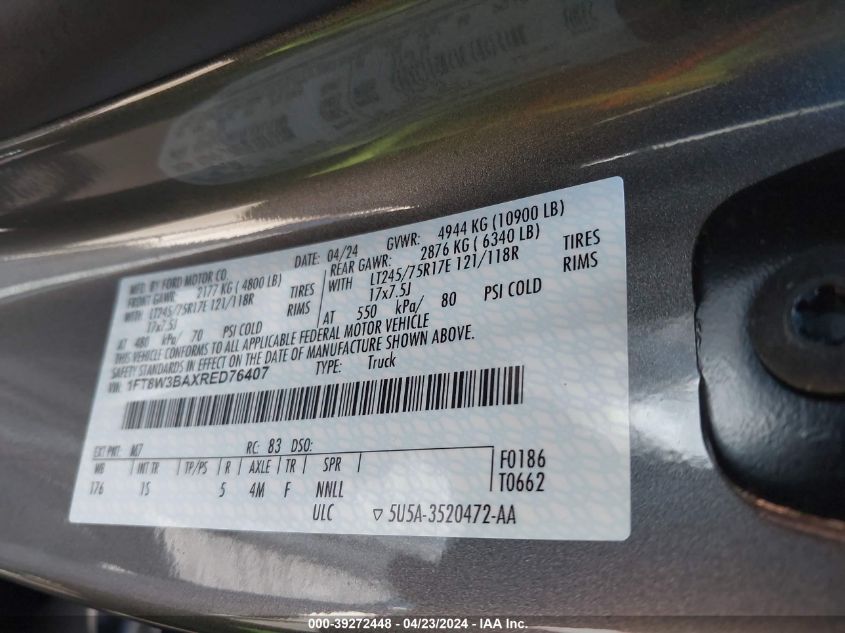 MFD. BY FORD MOTOR CO. DATE: 04/24 GVWR: 4944 KG (10900 LB)
FRONT GAWR: 2177 KG ( 4800 LB) REAR GAWR: 2876 KG ( 6340 LB)
LT245/75R17E 121/118R TIRES WITH LT245/75R17E 121/118R TIRES
17x7.5J RIMS 17x7.5J RIMS
AT 480 kPa/ 70 PSI COLD AT 550 kPa/ 80 PSI COLD
THIS VEHICLE CONFORMS TO ALL APPLICABLE FEDERAL MOTOR VEHICLE
SAFETY STANDARDS IN EFFECT ON THE DATE OF MANUFACTURE SHOWN ABOVE.
VIN: 1FT8W3BAXRED76407 TYPE: Truck
EXT PNT: M7 RC: 83 DSO:
WB INT TR TP/PS R AXLE TR SPR F0186
176 1S 5 4M F NNLL T0662
ULC ▽ 5U5A-3520472-AA
000-39272448 - 04/23/2024 - IAA Inc.